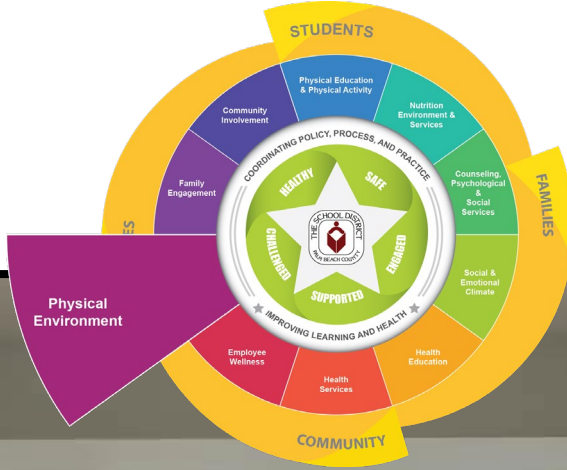 STUDENTS
Physical Education
& Physical Activity
Nutrition
Environment &
Services
Counseling,
Psychological
&
Social
Services
FAMILIES
Social &
Emotional
Climate
Health
Education
Health
Services
COMMUNITY
Employee
Wellness
Physical
Environment
ES
Family
Engagement
Community
Involvement
COORDINATING POLICY, PROCESS, AND PRACTICE
IMPROVING LEARNING AND HEALTH
HEALTHY
SAFE
ENGAGED
SUPPORTED
CHALLENGED
THE SCHOOL DISTRICT
PALM BEACH COUNTY